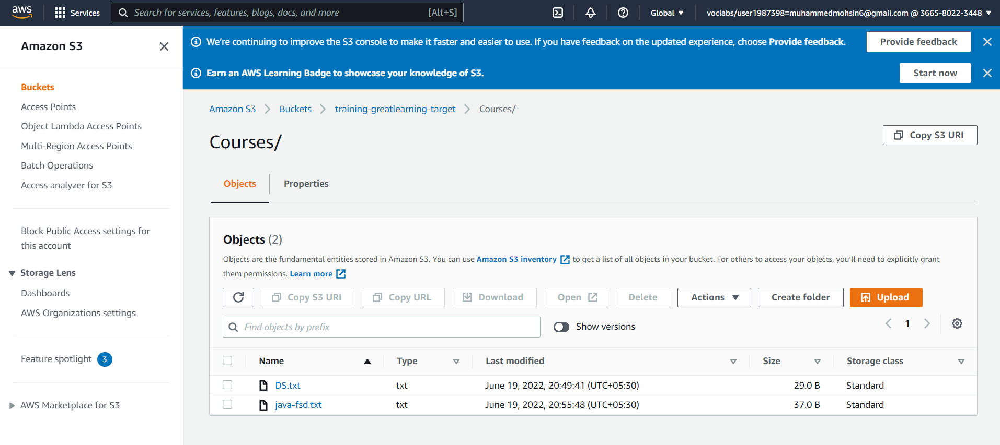 aws Services Search for services, features, blogs, docs, and more [Alt+S] Global voclabs/user1987398=muhammedmohsin6@gmail.com @ 3665-8022-3448
Amazon S3
We’re continuing to improve the S3 console to make it faster and easier to use. If you have feedback on the updated experience, choose Provide feedback. Provide feedback
Earn an AWS Learning Badge to showcase your knowledge of S3. Start now
Buckets
Access Points
Object Lambda Access Points
Multi-Region Access Points
Batch Operations
Access analyzer for S3
Block Public Access settings for
this account
Storage Lens
Dashboards
AWS Organizations settings
Feature spotlight 3
AWS Marketplace for S3
Amazon S3 Buckets training-greatlearning-target Courses/
Courses/
Copy S3 URI
Objects Properties
Objects (2)
Objects are the fundamental entities stored in Amazon S3. You can use Amazon S3 inventory to get a list of all objects in your bucket. For others to access your objects, you’ll need to explicitly grant
them permissions. Learn more
Copy S3 URI Copy URL Download Open Delete Actions Create folder Upload
Find objects by prefix Show versions 1
Name Type Last modified Size Storage class
DS.txt txt June 19, 2022, 20:49:41 (UTC+05:30) 29.0 B Standard
java-fsd.txt txt June 19, 2022, 20:55:48 (UTC+05:30) 37.0 B Standard